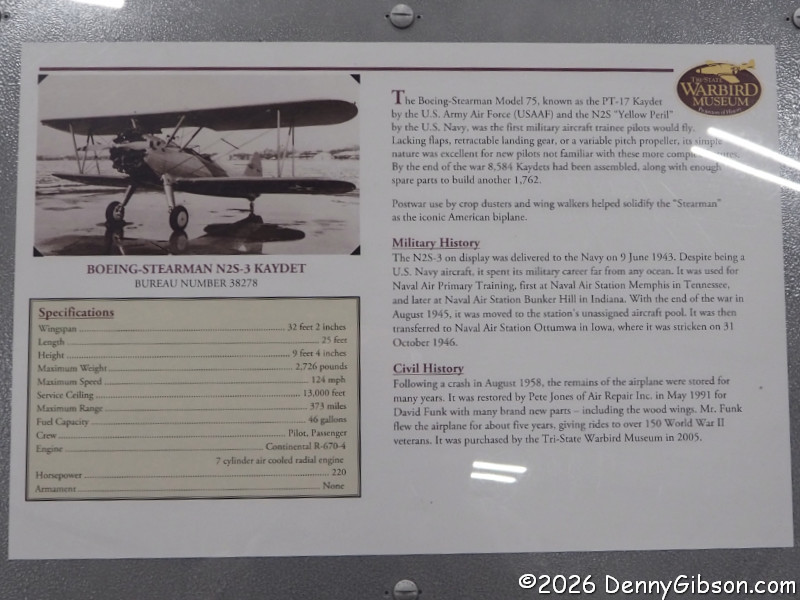 TRI-STATE
WARBIRD
MUSEUM
The Boeing-Stearman Model 75, known as the PT-17 Kaydet
by the U.S. Army Air Force (USAAF) and the N2S "Yellow Peril"
by the U.S. Navy, was the first military aircraft trainee pilots would fly.
Lacking flaps, retractable landing gear, or a variable pitch propeller, its simple
nature was excellent for new pilots not familiar with these more
By the end of the war 8,584 Kaydets had been assembled, along with enough
spare parts to build another 1,762.
Postwar use by crop dusters and wing walkers helped solidify the "Stearman"
as the iconic American biplane.
Military History
The N2S-3 on display was delivered to the Navy on 9 June 1943. Despite being a
U.S. Navy aircraft, it spent its military career far from any ocean. It was used for
Naval Air Primary Training, first at Naval Air Station Memphis in Tennessee,
and later at Naval Air Station Bunker Hill in Indiana. With the end of the war in
August 1945, it was moved to the station's unassigned aircraft pool. It was then
transferred to Naval Air Station Ottumwa in Iowa, where it was stricken on 31
October 1946.
Civil History
Following a crash in August 1958, the remains of the airplane were stored for
many years. It was restored by Pete Jones of Air Repair Inc. in May 1991 for
David Funk with many brand new parts – including the wood wings. Mr. Funk
flew the airplane for about five years, giving rides to over 150 World War II
veterans. It was purchased by the Tri-State Warbird Museum in 2005.
BOEING-STEARMAN N2S-3 KAYDET
BUREAU NUMBER 38278
Specifications
Wingspan 32 feet 2 inches
Length 25 feet
Height 9 feet 4 inches
Maximum Weight 2,726 pounds
Maximum Speed 124 mph
Service Ceiling 13,000 feet
Maximum Range 373 miles
Fuel Capacity 46 gallons
Crew Pilot, Passenger
Engine Continental R-670-4
7 cylinder air cooled radial engine
Horsepower 220
Armament None
©2026 DennyGibson.com